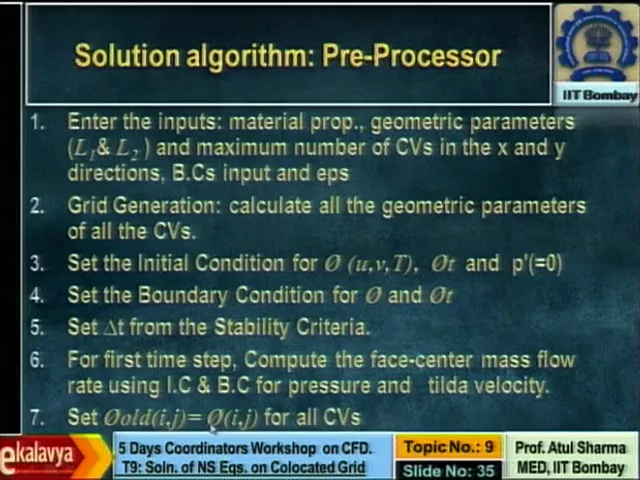 Solution algorithm: Pre-Processor
IIT Bombay
1. Enter the inputs: material prop., geometric parameters
(L1& L2 ) and maximum number of CVs in the x and y
directions, B.Cs input and eps
2. Grid Generation: calculate all the geometric parameters
of all the CVs.
3. Set the Initial Condition for Ø (u,v,T), Øt and p'(=0)
4. Set the Boundary Condition for Ø and Øt
5. Set Δt from the Stability Criteria.
6. For first time step, Compute the face-center mass flow
rate using I.C & B.C for pressure and tilda velocity.
7. Set Øold(i,j)= Ø(i,j) for all CVs
ekalavya
5 Days Coordinators Workshop on CFD.
T9: Soln. of NS Eqs. on Colocated Grid
Topic No.: 9
Slide No.: 35
Prof. Atul Sharma
MED, IIT Bombay